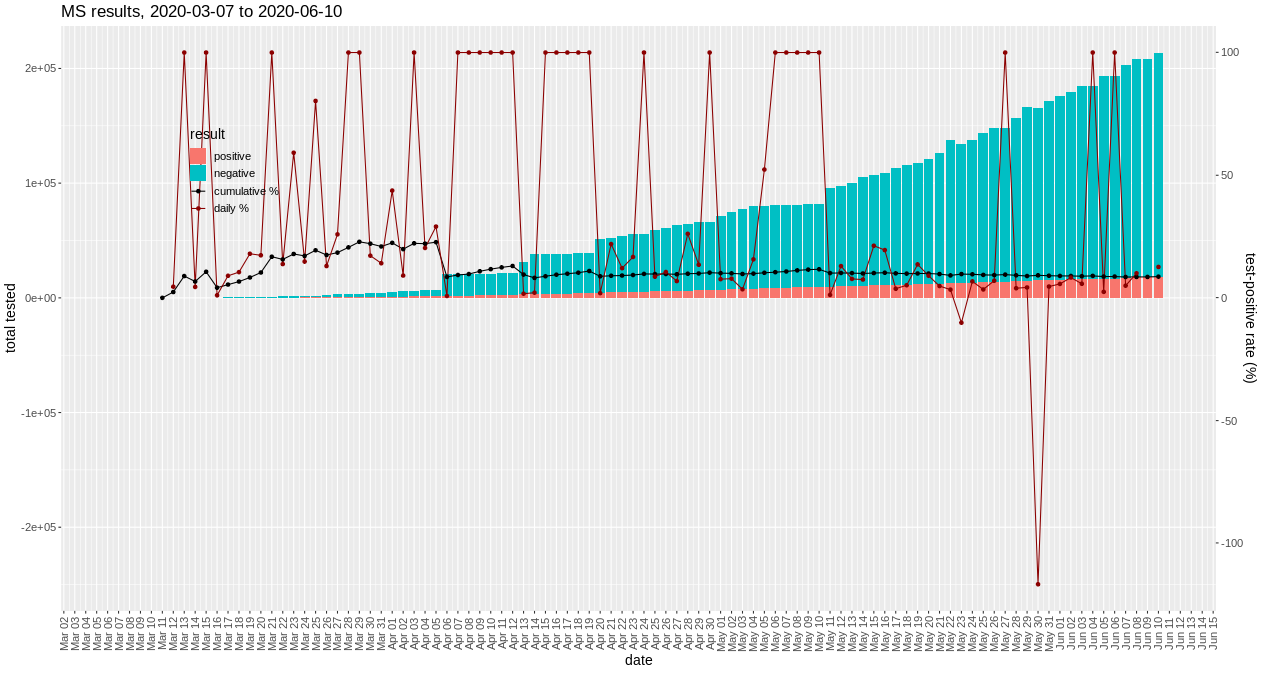 MS results, 2020-03-07 to 2020-06-10
total tested
2e+05
1e+05
0e+00
-1e+05
-2e+05
result
positive
negative
cumulative %
daily %
100
50
0
-50
-100
test-positive rate (%)
Mar 02
Mar 03
Mar 04
Mar 05
Mar 06
Mar 07
Mar 08
Mar 09
Mar 10
Mar 11
Mar 12
Mar 13
Mar 14
Mar 15
Mar 16
Mar 17
Mar 18
Mar 19
Mar 20
Mar 21
Mar 22
Mar 23
Mar 24
Mar 25
Mar 26
Mar 27
Mar 28
Mar 29
Mar 30
Mar 31
Apr 01
Apr 02
Apr 03
Apr 04
Apr 05
Apr 06
Apr 07
Apr 08
Apr 09
Apr 10
Apr 11
Apr 12
Apr 13
Apr 14
Apr 15
Apr 16
Apr 17
Apr 18
Apr 19
Apr 20
Apr 21
Apr 22
Apr 23
Apr 24
Apr 25
Apr 26
Apr 27
Apr 28
Apr 29
Apr 30
May 01
May 02
May 03
May 04
May 05
May 06
May 07
May 08
May 09
May 10
May 11
May 12
May 13
May 14
May 15
May 16
May 17
May 18
May 19
May 20
May 21
May 22
May 23
May 24
May 25
May 26
May 27
May 28
May 29
May 30
May 31
Jun 01
Jun 02
Jun 03
Jun 04
Jun 05
Jun 06
Jun 07
Jun 08
Jun 09
Jun 10
Jun 11
Jun 12
Jun 13
Jun 14
Jun 15
date